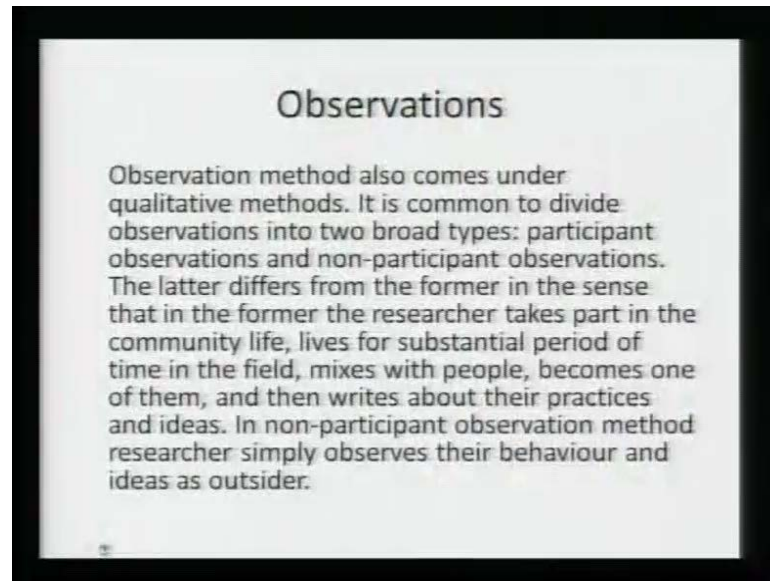 Observations
Observation method also comes under
qualitative methods. It is common to divide
observations into two broad types: participant
observations and non-participant observations.
The latter differs from the former in the sense
that in the former the researcher takes part in the
community life, lives for substantial period of
time in the field, mixes with people, becomes one
of them, and then writes about their practices
and ideas. In non-participant observation method
researcher simply observes their behaviour and
ideas as outsider.